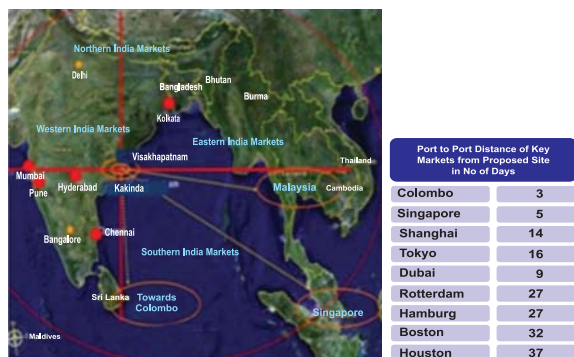 Northern India Markets
Delhi
Bhutan
Bangladesh
Burma
Kolkata
Western India Markets
Eastern India Markets
Visakhapatnam
Thailand
Mumbai
Hyderabad
Malaysia
Cambodia
Pune
Kakinda
Bangalore
Chennai
Southern India Markets
Sri Lanka
Towards
Colombo
Singapore
Maldives
Port to Port Distance of Key
Markets from Proposed Site
in No of Days
Colombo 3
Singapore 5
Shanghai 14
Tokyo 16
Dubai 9
Rotterdam 27
Hamburg 27
Boston 32
Houston 37